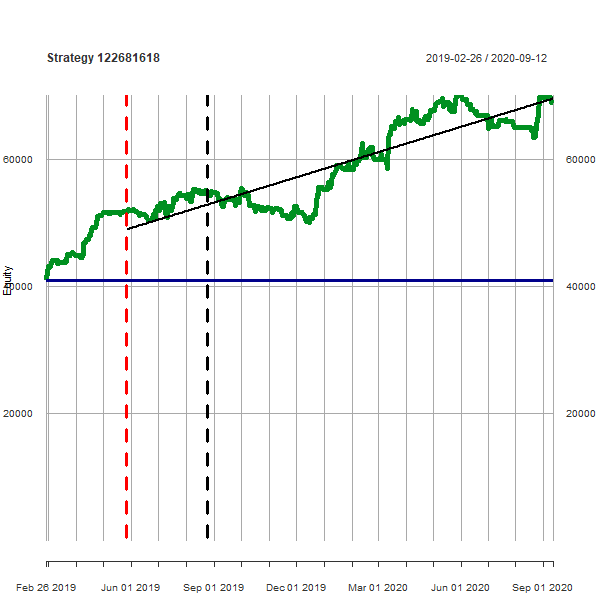 Strategy 122681618
2019-02-26 / 2020-09-12
60000
60000
Equity
40000
40000
20000
20000
Feb 26 2019
Jun 01 2019
Sep 01 2019
Dec 01 2019
Mar 01 2020
Jun 01 2020
Sep 01 2020